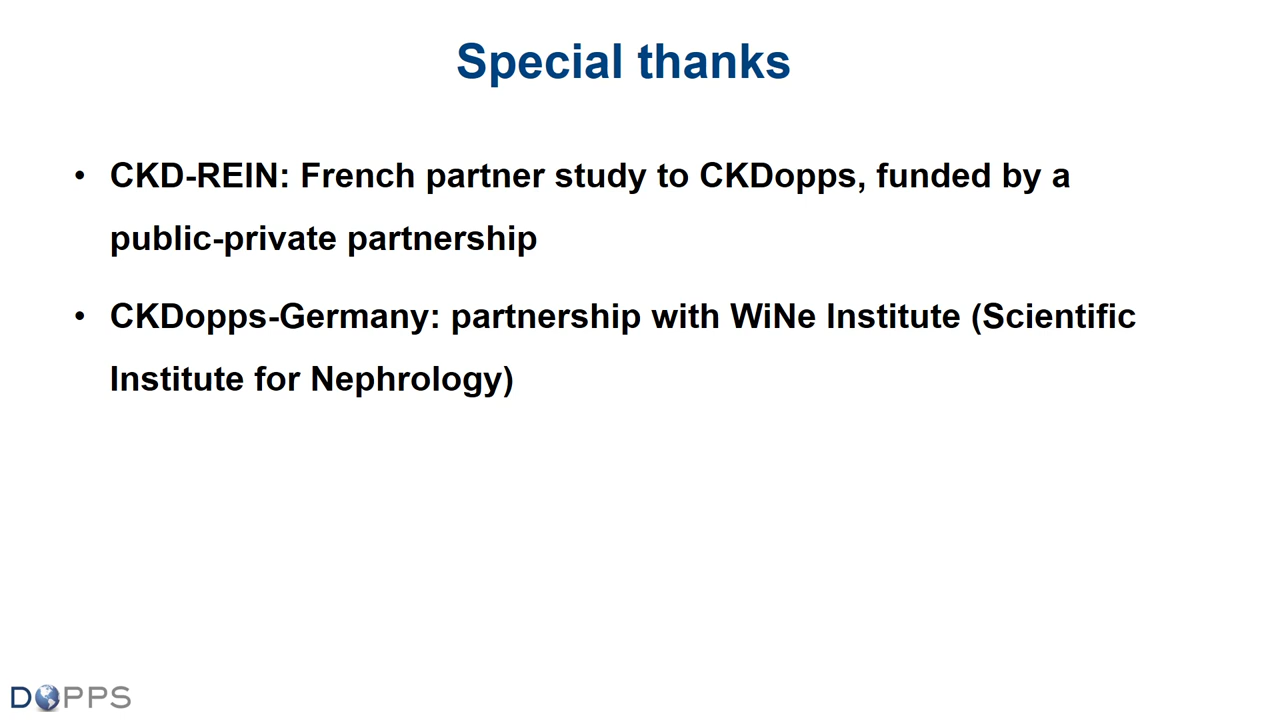 Special thanks
• CKD-REIN: French partner study to CKDopps, funded by a
public-private partnership
• CKDopps-Germany: partnership with WiNe Institute (Scientific
Institute for Nephrology)
DOPPS